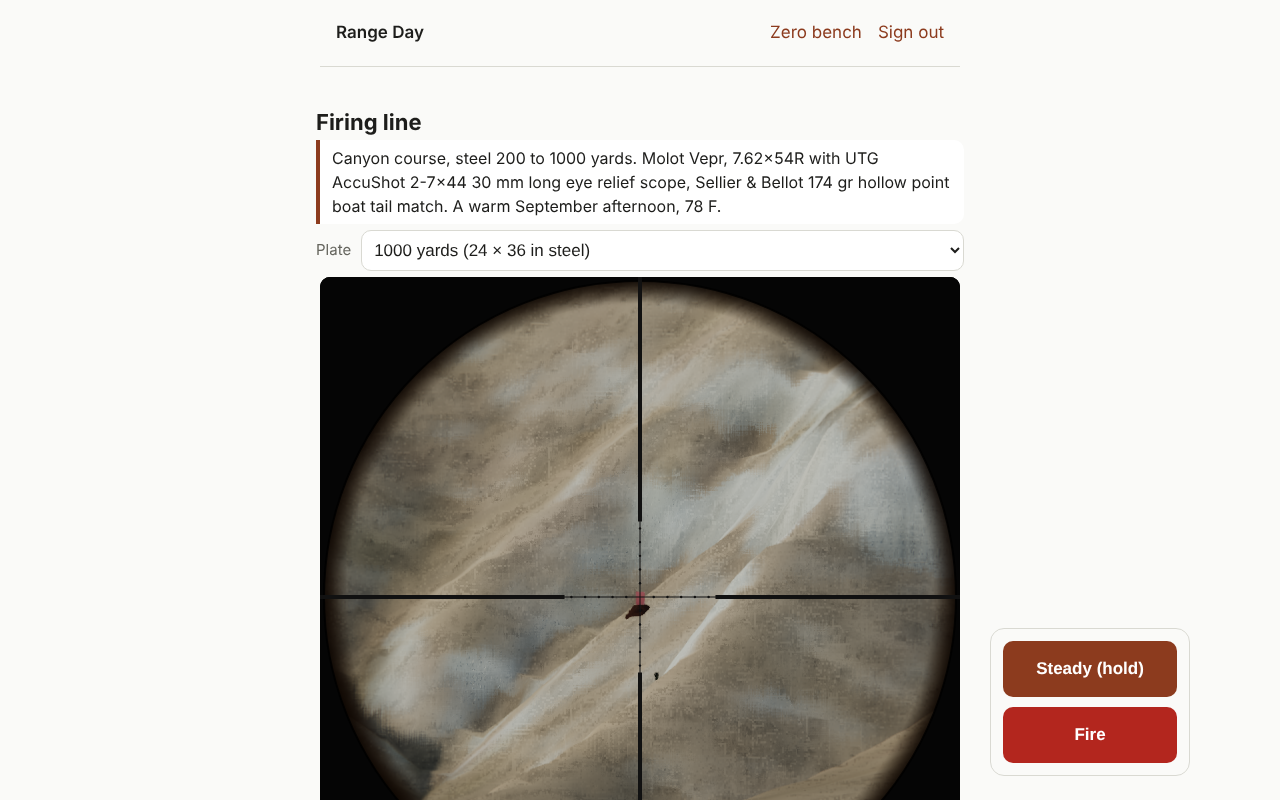 Range Day
Zero bench
Sign out
Firing line
Canyon course, steel 200 to 1000 yards. Molot Vepr, 7.62×54R with UTG
AccuShot 2-7×44 30 mm long eye relief scope, Sellier & Bellot 174 gr hollow point
boat tail match. A warm September afternoon, 78 F.
Plate
1000 yards (24 × 36 in steel)
Steady (hold)
Fire